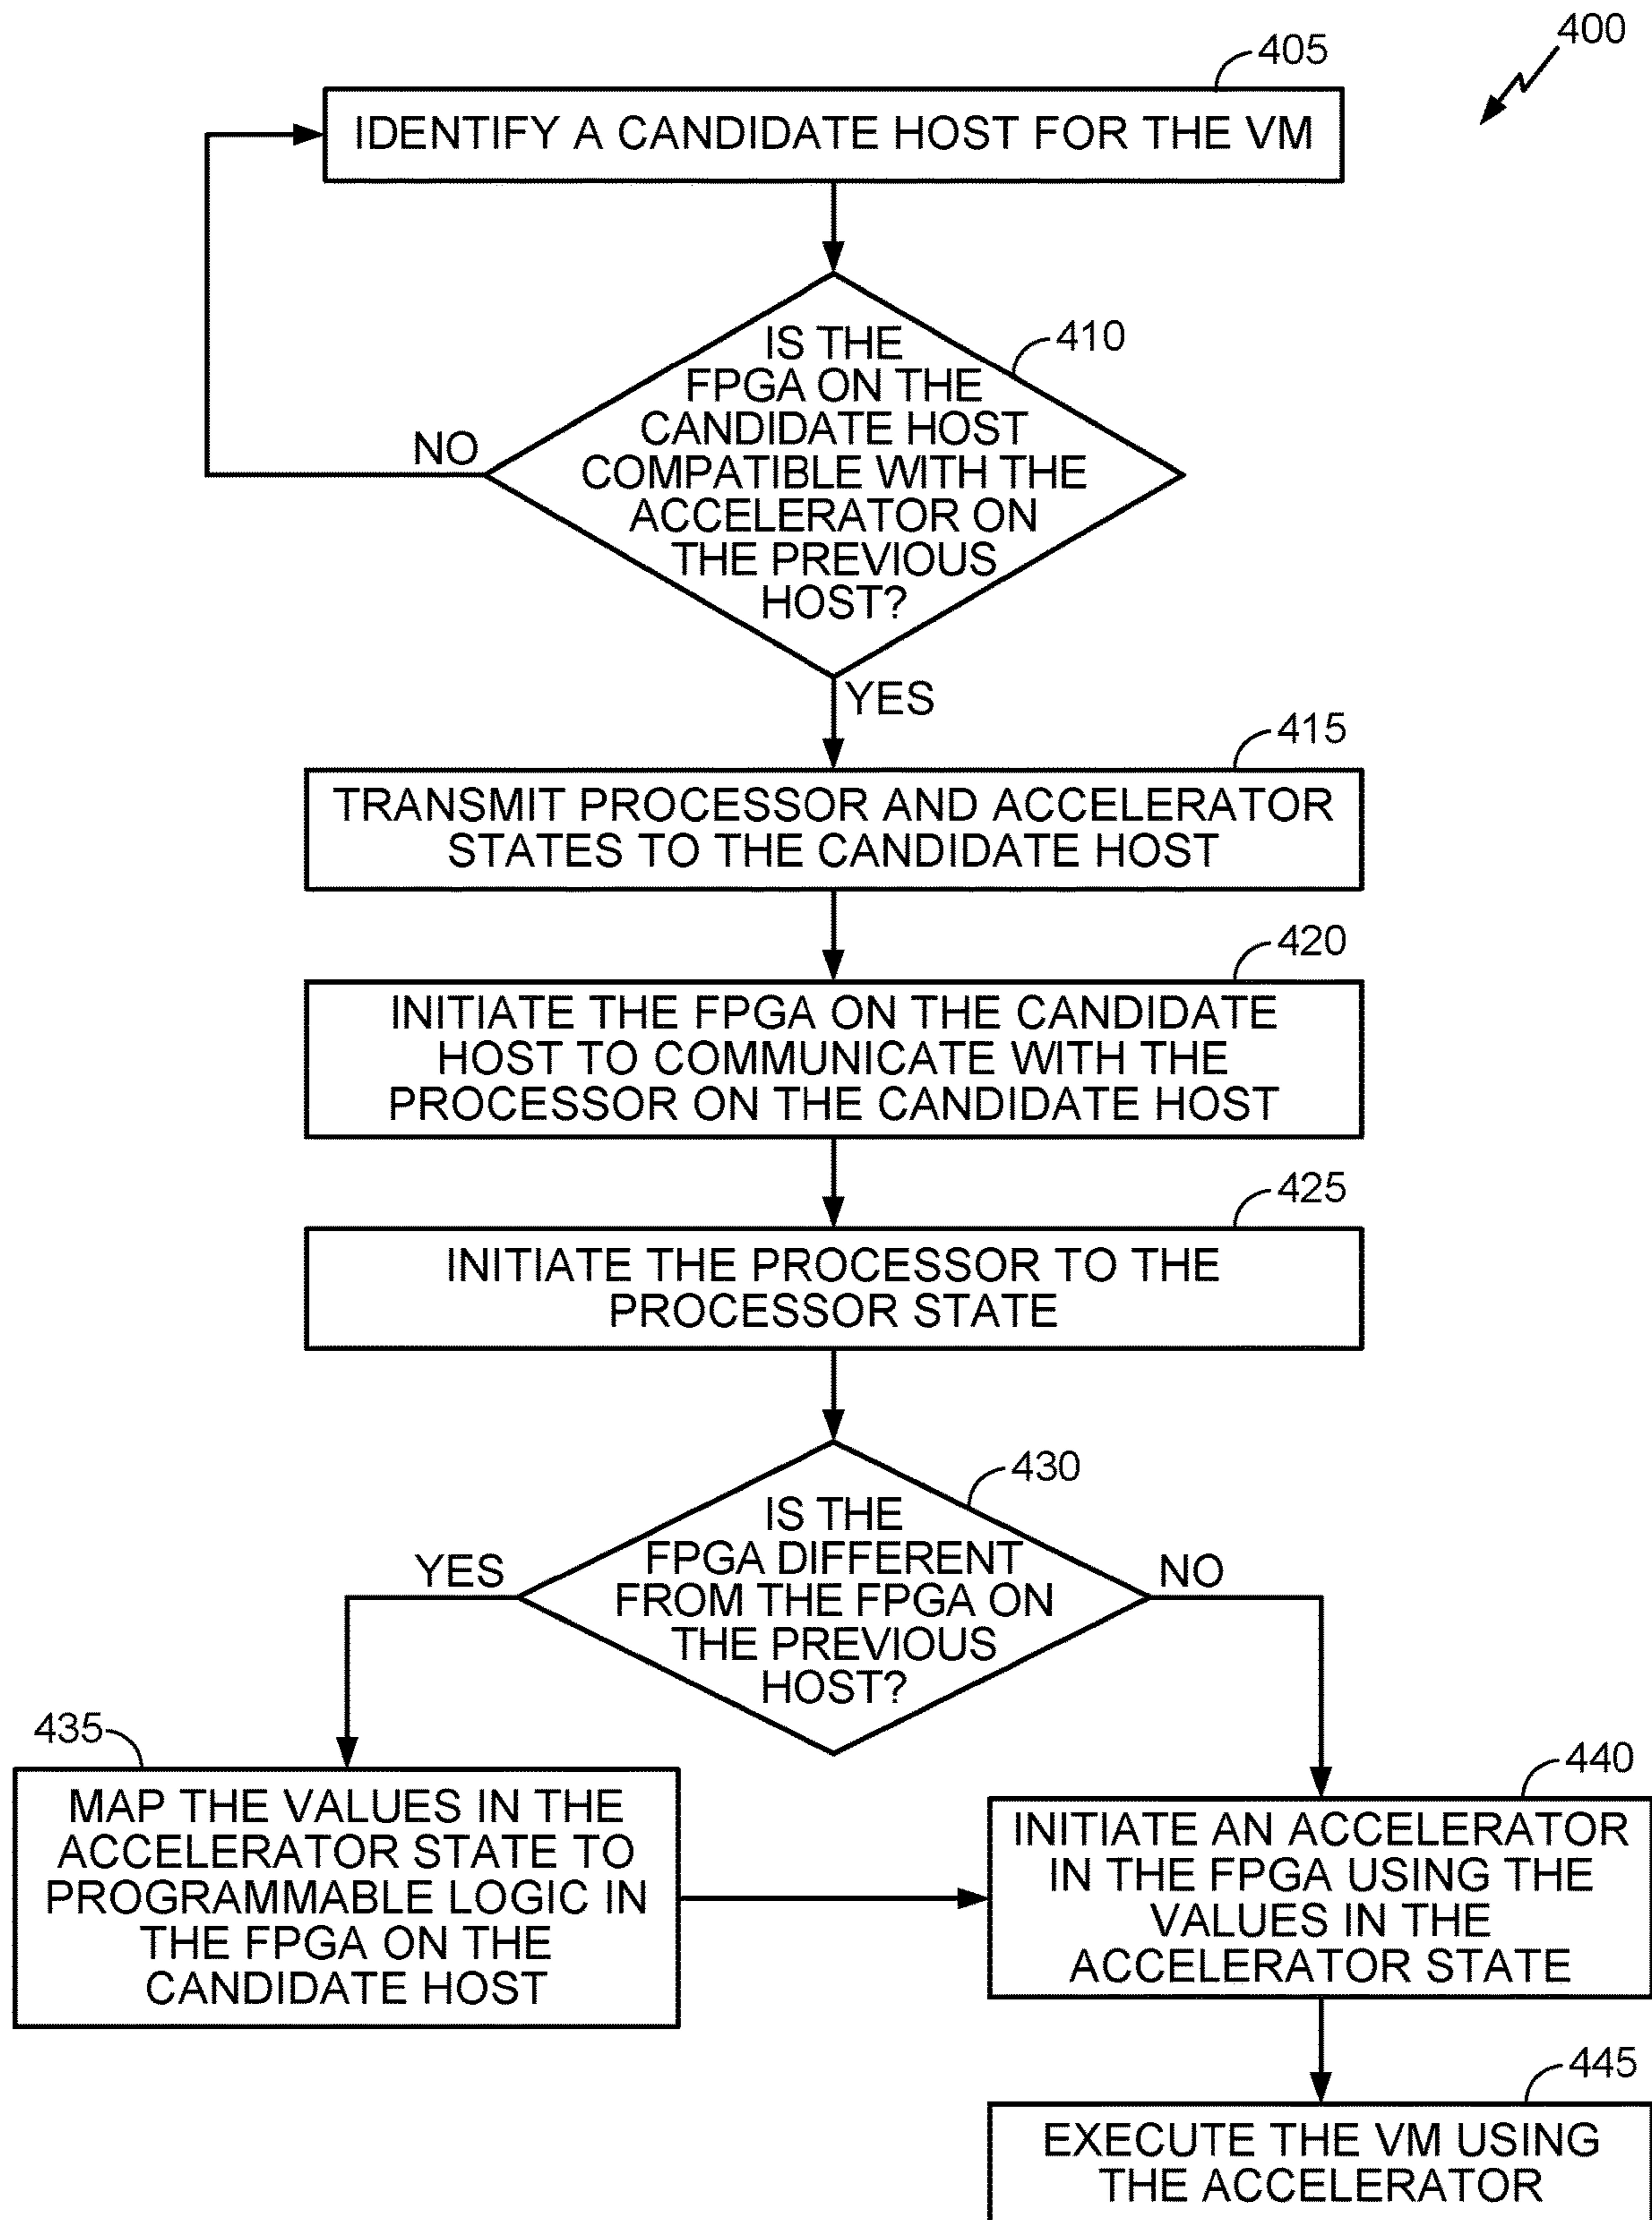 400
405
IDENTIFY A CANDIDATE HOST FOR THE VM
410
IS THE
FPGA ON THE
CANDIDATE HOST
COMPATIBLE WITH THE
ACCELERATOR ON
THE PREVIOUS
HOST?
NO
YES
415
TRANSMIT PROCESSOR AND ACCELERATOR
STATES TO THE CANDIDATE HOST
420
INITIATE THE FPGA ON THE CANDIDATE
HOST TO COMMUNICATE WITH THE
PROCESSOR ON THE CANDIDATE HOST
425
INITIATE THE PROCESSOR TO THE
PROCESSOR STATE
430
IS THE
FPGA DIFFERENT
FROM THE FPGA ON
THE PREVIOUS
HOST?
YES
NO
435
MAP THE VALUES IN THE
ACCELERATOR STATE TO
PROGRAMMABLE LOGIC IN
THE FPGA ON THE
CANDIDATE HOST
440
INITIATE AN ACCELERATOR
IN THE FPGA USING THE
VALUES IN THE
ACCELERATOR STATE
445
EXECUTE THE VM USING
THE ACCELERATOR